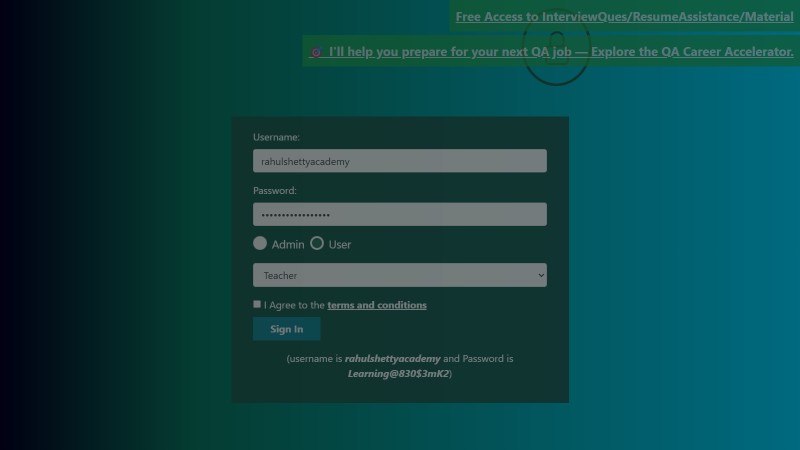 Free Access to InterviewQues/ResumeAssistance/Material
🎯 I'll help you prepare for your next QA job — Explore the QA Career Accelerator.
Username:
rahulshettyacademy
Password:
•••••••••••••••••
Admin User
Teacher
I Agree to the terms and conditions
Sign In
(username is rahulshettyacademy and Password is
Learning@830$3mK2)